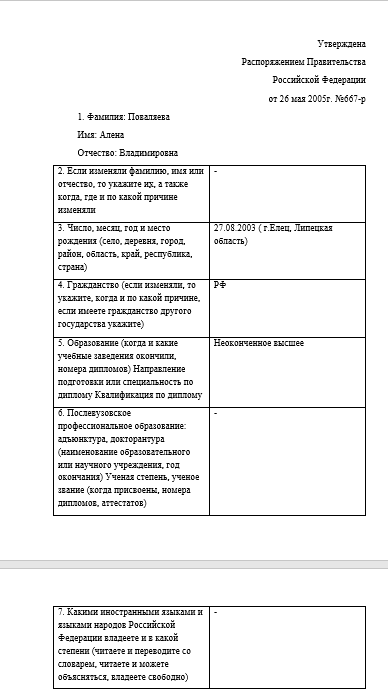 Утверждена
Распоряжением Правительства
Российской Федерации
от 26 мая 2005г. №667-р
1. Фамилия: Поваляева
Имя: Алена
Отчество: Владимировна
2. Если изменяли фамилию, имя или
отчество, то укажите их, а также
когда, где и по какой причине
изменяли
-
3. Число, месяц, год и место
рождения (село, деревня, город,
район, область, край, республика,
страна)
27.08.2003 ( г.Елец, Липецкая
область)
4. Гражданство (если изменяли, то
укажите, когда и по какой причине,
если имеете гражданство другого
государства укажите)
РФ
5. Образование (когда и какие
учебные заведения окончили,
номера дипломов) Направление
подготовки или специальность по
диплому Квалификация по диплому
Неоконченное высшее
6. Послевузовское
профессиональное образование:
адъюнктура, докторантура
(наименование образовательного
или научного учреждения, год
окончания) Ученая степень, ученое
звание (когда присвоены, номера
дипломов, аттестатов)
-
7. Какими иностранными языками и
языками народов Российской
Федерации владеете и в какой
степени (читаете и переводите со
словарем, читаете и можете
объясняться, владеете свободно)
-